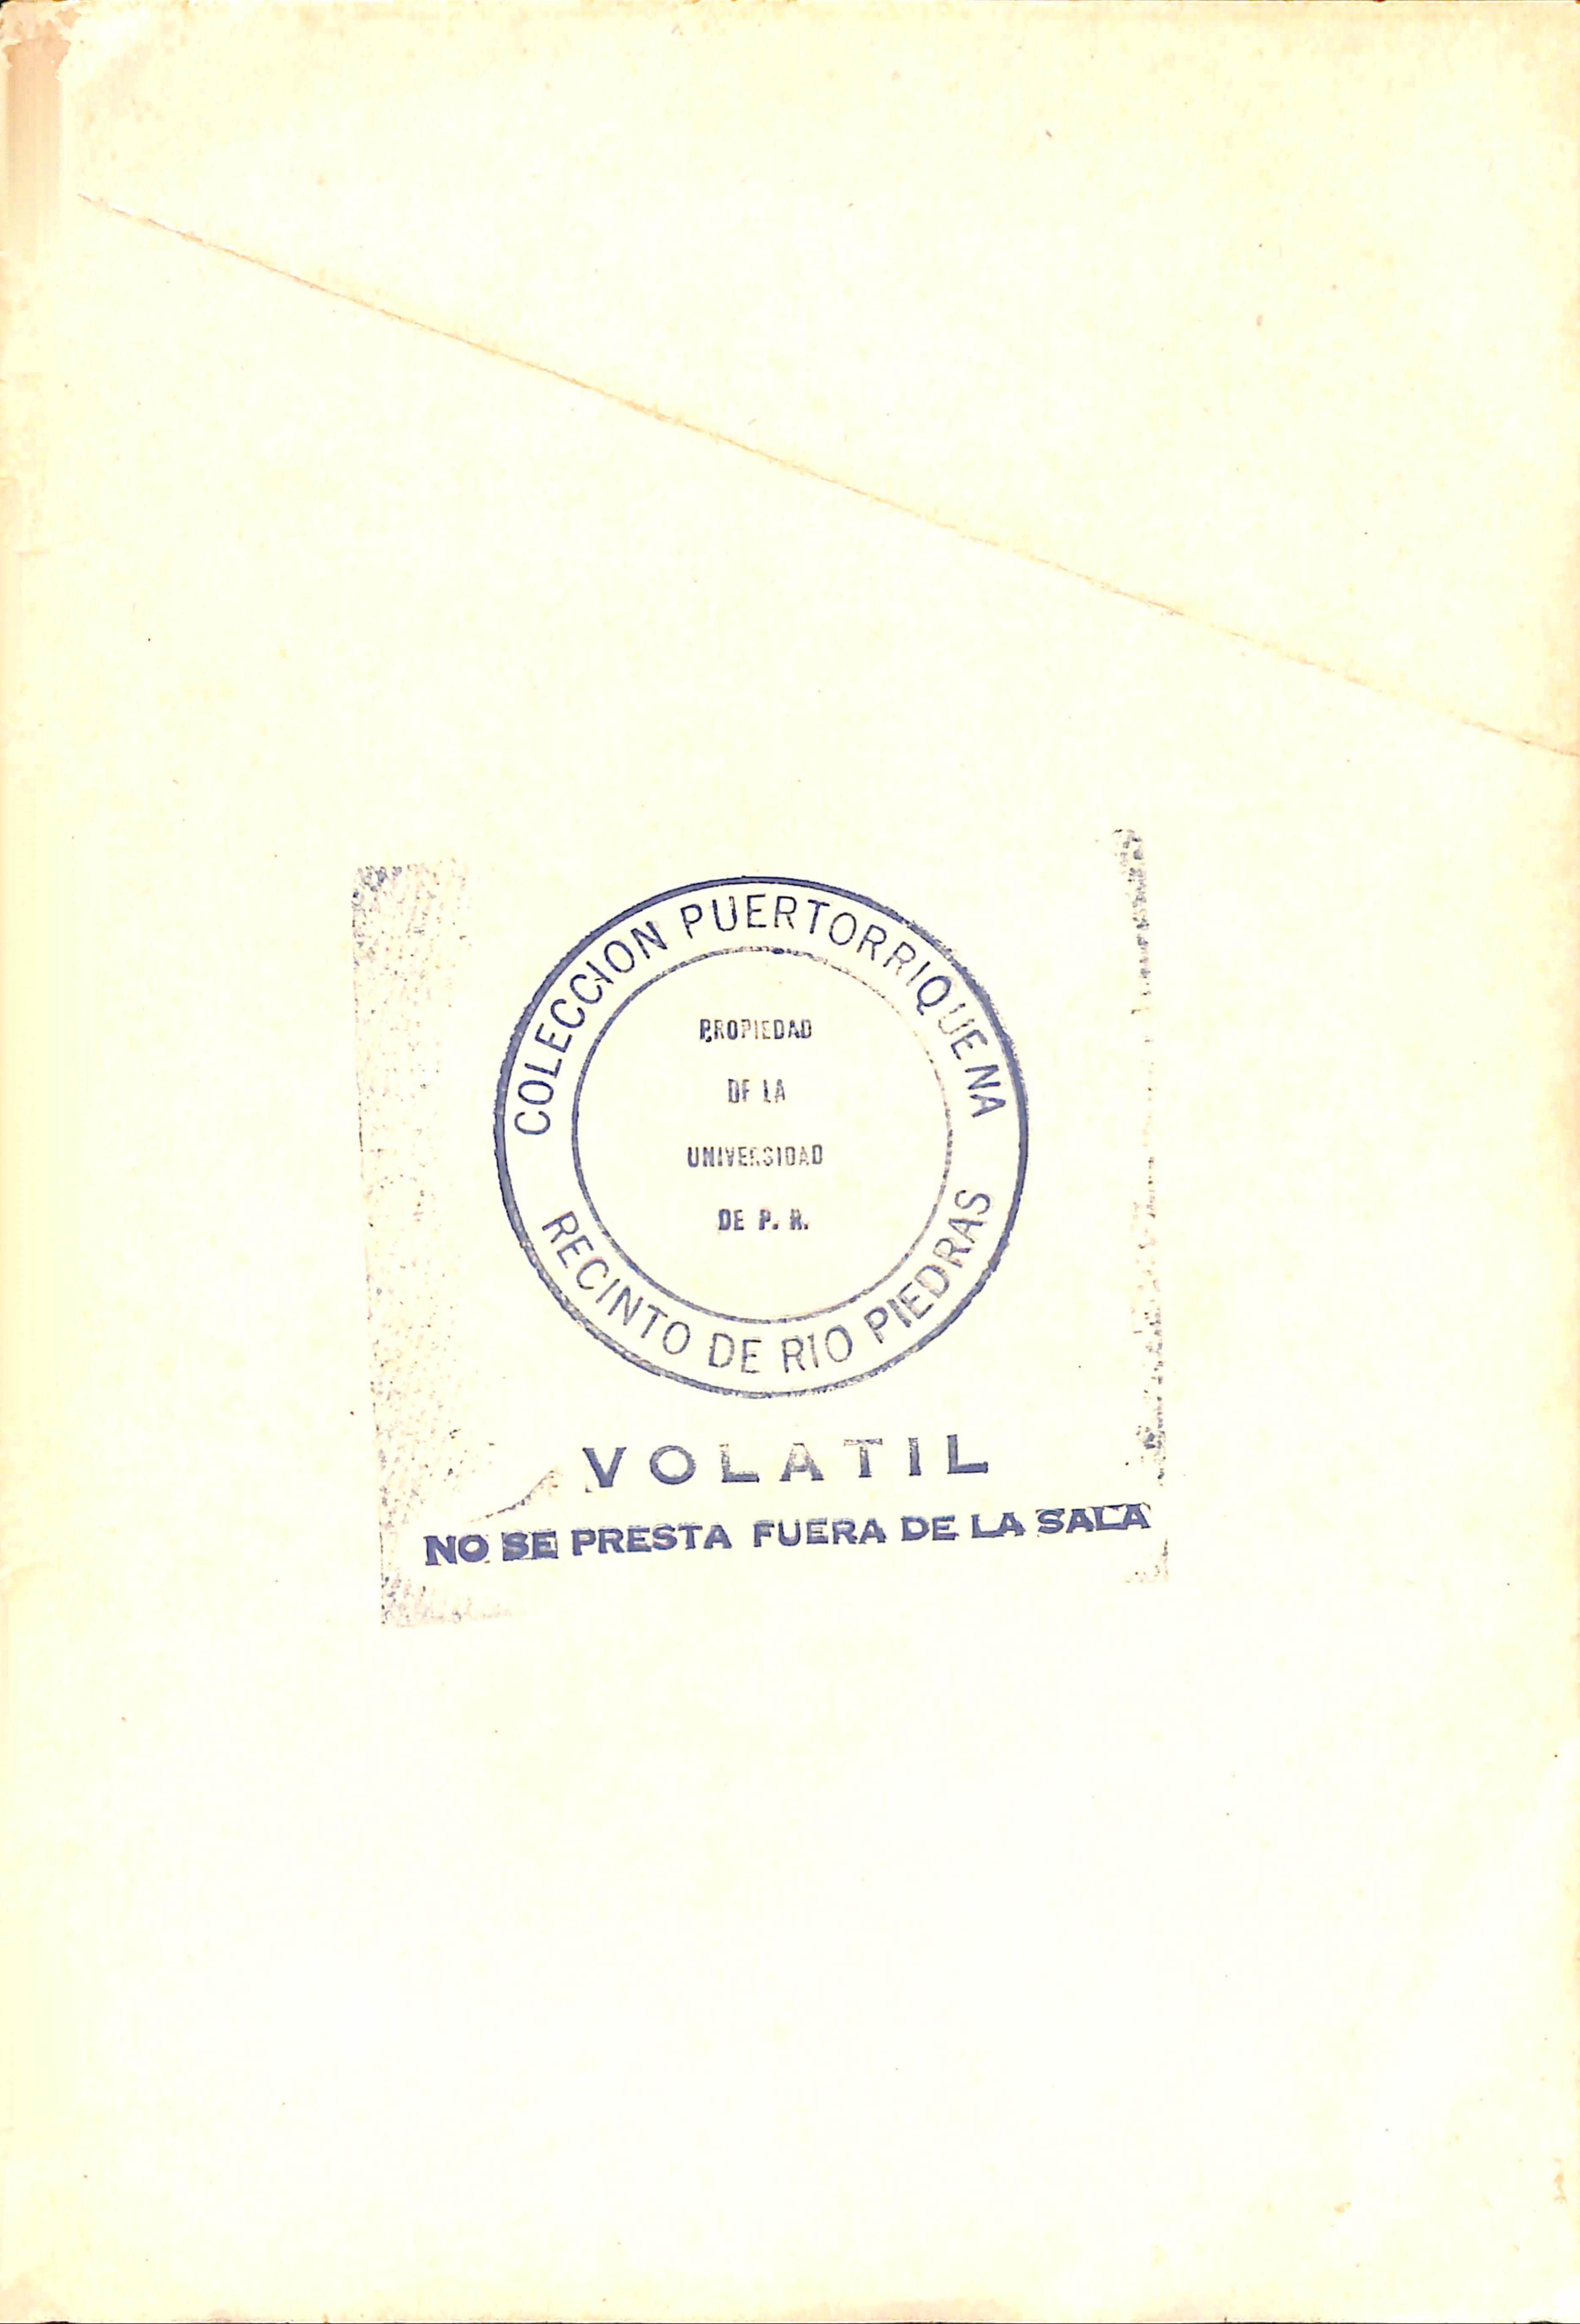 COLECCION PUERTORRIQUENA
PROPIEDAD
DE LA
UNIVERSIDAD
DE P. R.
RECINTO DE RIO PIEDRAS
VOLATIL
NO SE PRESTA FUERA DE LA SALA